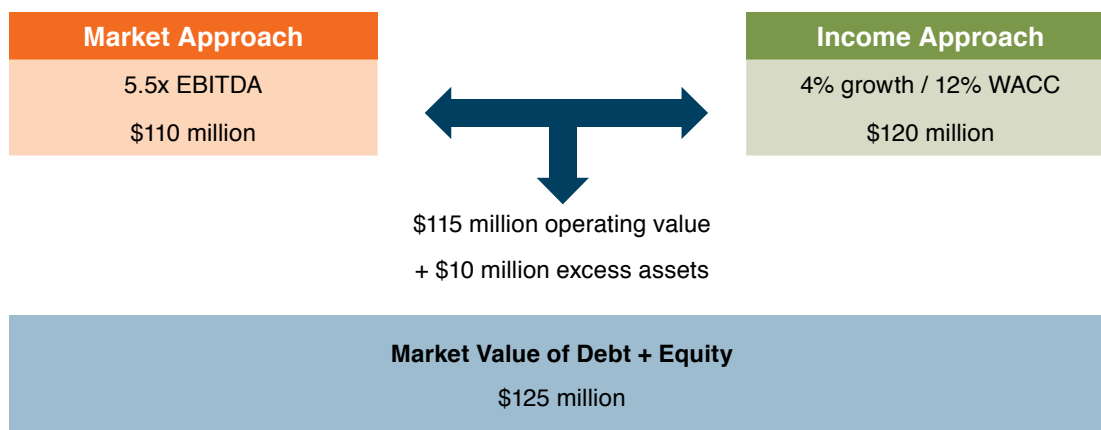 Market Approach
5.5x EBITDA
$110 million
Income Approach
4% growth / 12% WACC
$120 million
$115 million operating value
+ $10 million excess assets
Market Value of Debt + Equity
$125 million